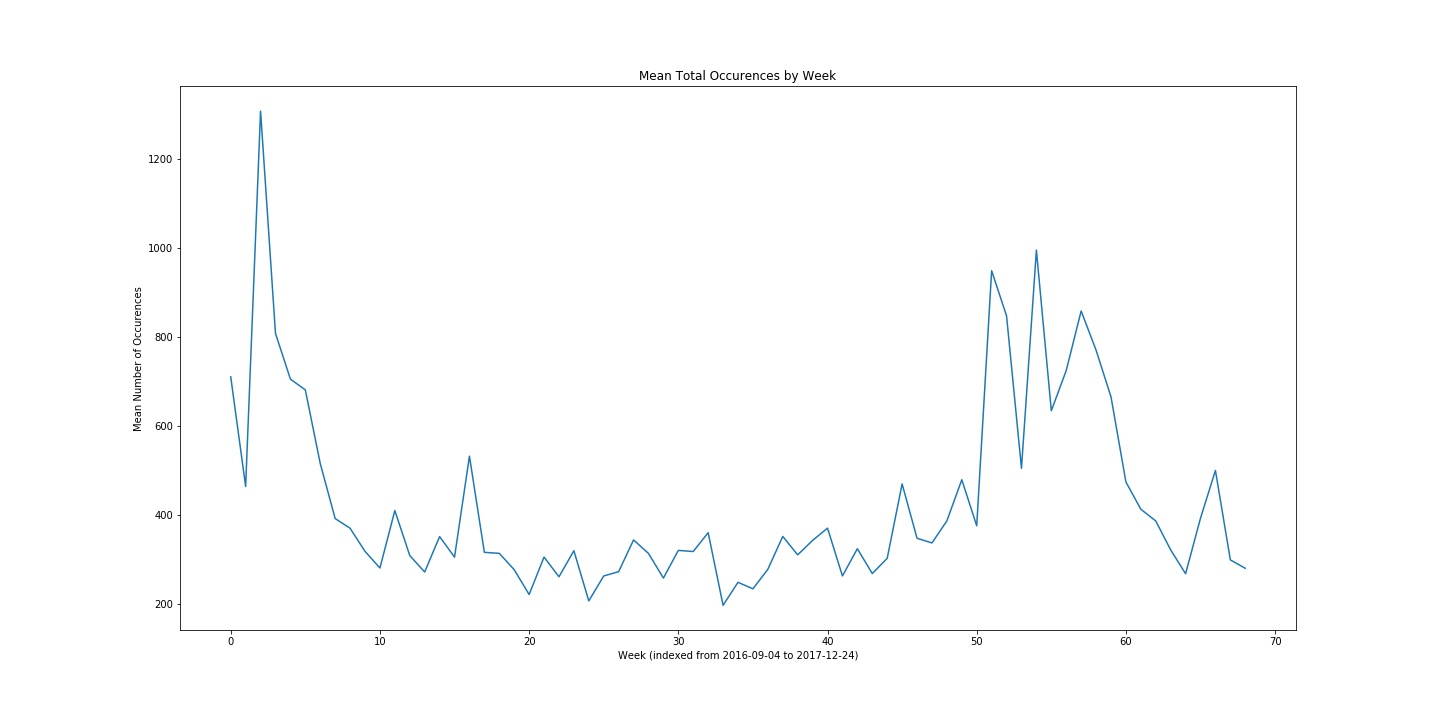 Mean Total Occurences by Week
Mean Number of Occurences
1200
1000
800
600
400
200
0 10 20 30 40 50 60 70
Week (indexed from 2016-09-04 to 2017-12-24)